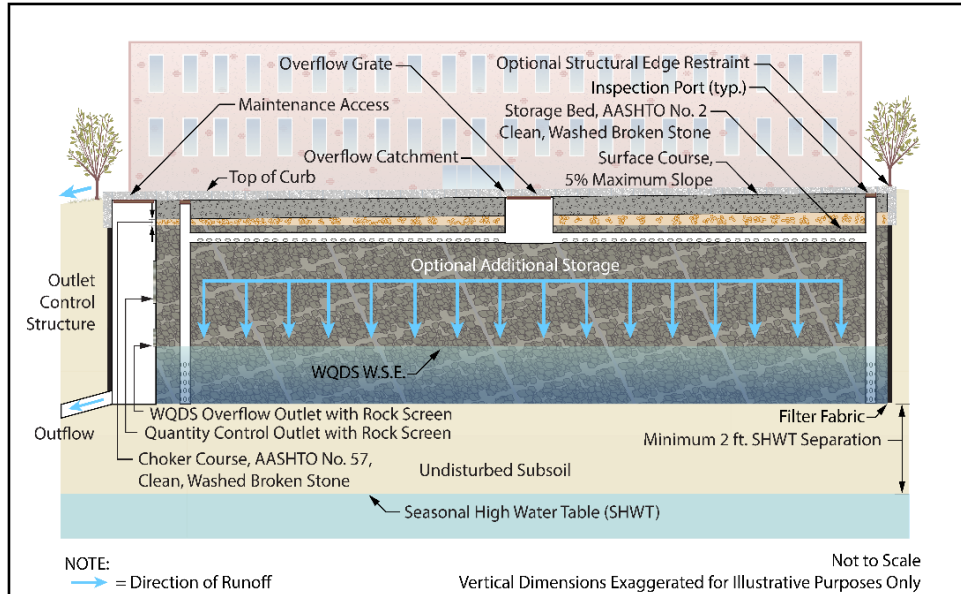 Overflow Grate
Optional Structural Edge Restraint
Inspection Port (typ.)
Maintenance Access
Storage Bed, AASHTO No. 2
Clean, Washed Broken Stone
Overflow Catchment
Surface Course,
5% Maximum Slope
Top of Curb
Optional Additional Storage
Outlet
Control
Structure
WQDS W.S.E.
WQDS Overflow Outlet with Rock Screen
Filter Fabric
Outflow
Quantity Control Outlet with Rock Screen
Minimum 2 ft. SHWT Separation
Choker Course, AASHTO No. 57,
Clean, Washed Broken Stone
Undisturbed Subsoil
Seasonal High Water Table (SHWT)
NOTE:
= Direction of Runoff
Not to Scale
Vertical Dimensions Exaggerated for Illustrative Purposes Only